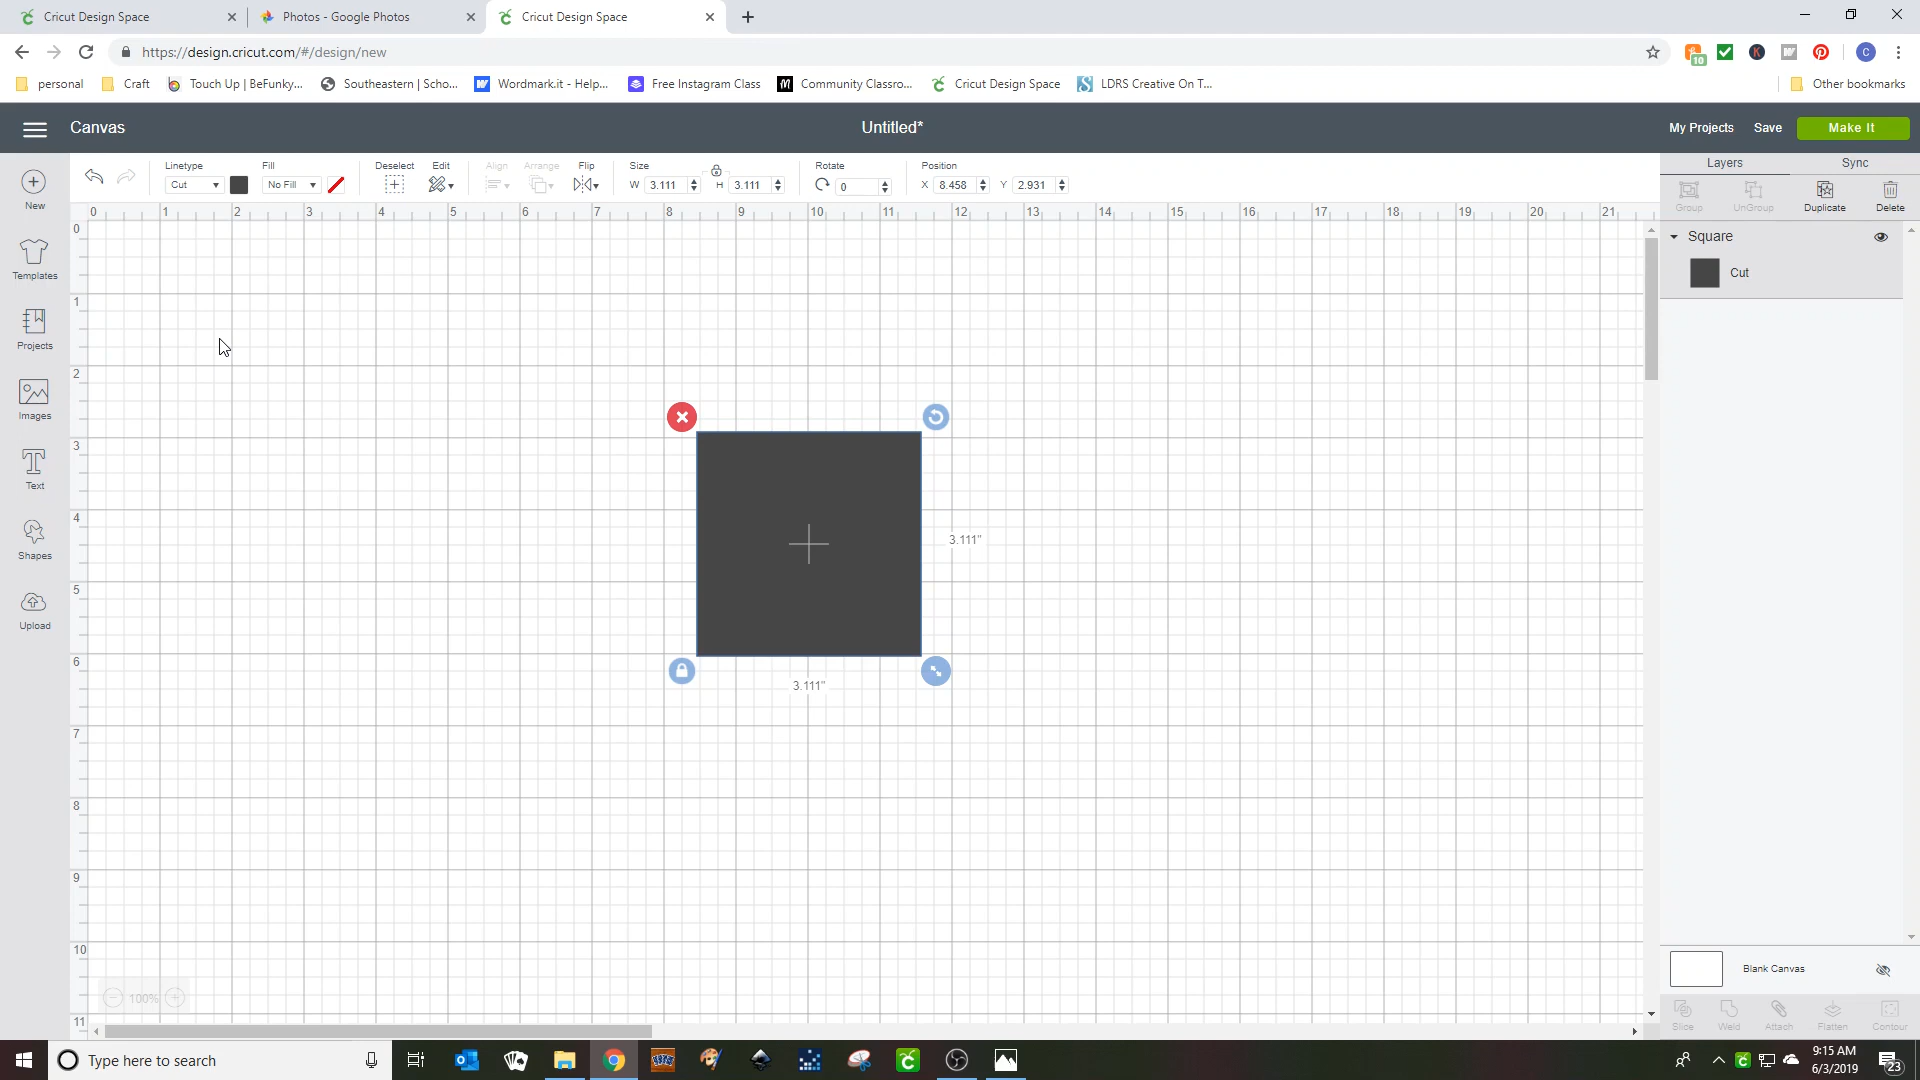 Cricut Design Space
Photos - Google Photos
Cricut Design Space
https://design.cricut.com/#/design/new
10
C
personal
Craft
Touch Up | BeFunky...
Southeastern | Scho...
Wordmark.it - Help...
Free Instagram Class
Community Classro...
Cricut Design Space
LDRS Creative On T...
Other bookmarks
Canvas
Untitled*
My Projects
Save
Make It
Linetype
Fill
Deselect
Edit
Align
Arrange
Flip
Size
Rotate
Position
Cut
No Fill
W 3.111
H 3.111
0
X 8.458
Y 2.931
Layers
Sync
Group
UnGroup
Duplicate
Delete
New
Templates
Projects
Images
Text
Shapes
Upload
0 1 2 3 4 5 6 7 8 9 10 11 12 13 14 15 16 17 18 19 20 21
0
1
2
3
4
5
6
7
8
9
10
11
3.111"
3.111"
100%
Square
Cut
Blank Canvas
Slice
Weld
Attach
Flatten
Contour
Type here to search
9:15 AM
6/3/2019
23